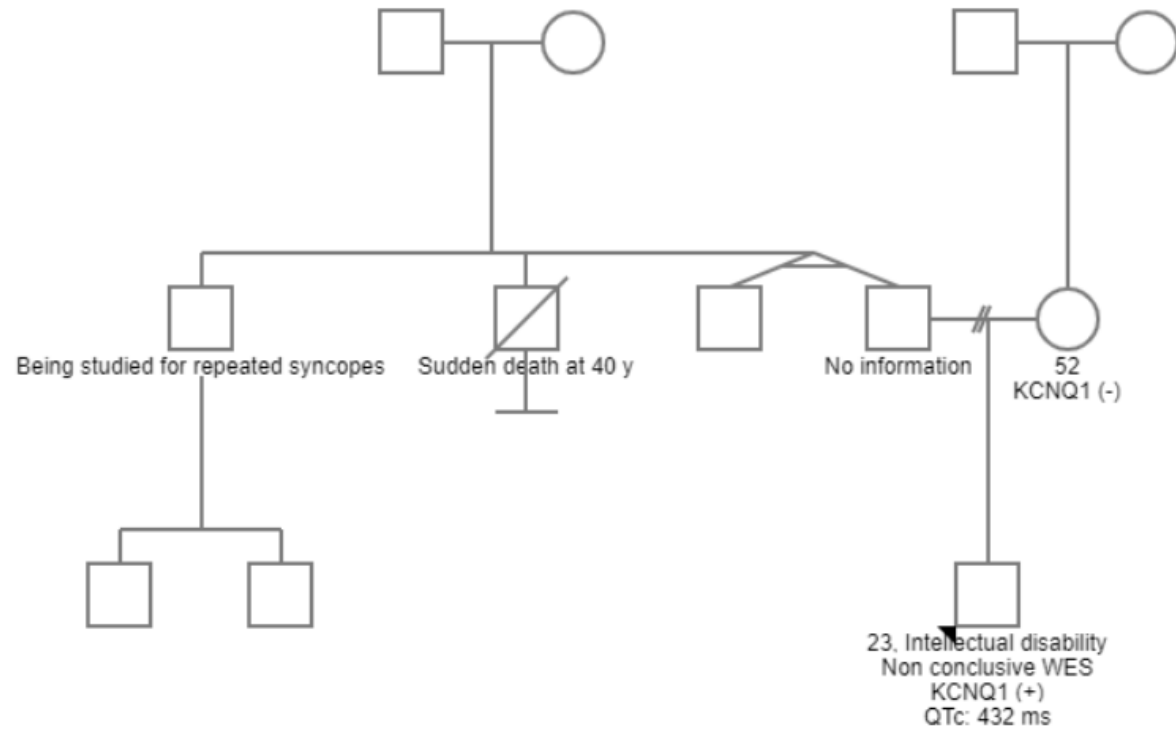 Being studied for repeated syncopes
Sudden death at 40 y
No information
52
KCNQ1 (-)
23, Intellectual disability
Non conclusive WES
KCNQ1 (+)
QTc: 432 ms